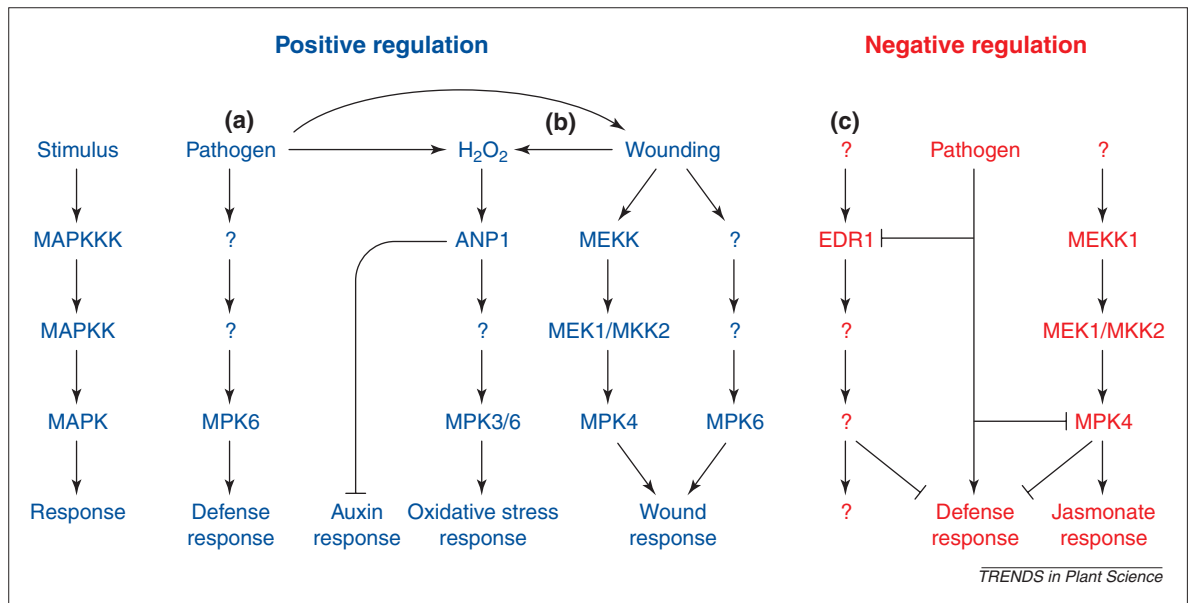 Positive regulation
Negative regulation
(a)
(b)
(c)
Stimulus
Pathogen
H₂O₂
Wounding
?
Pathogen
?
MAPKKK
?
ANP1
MEKK
?
EDR1
MEKK1
MAPKK
?
?
MEK1/MKK2
?
?
MEK1/MKK2
MAPK
MPK6
MPK3/6
MPK4
MPK6
?
MPK4
Response
Defense
response
Auxin
response
Oxidative stress
response
Wound
response
?
Defense
response
Jasmonate
response
TRENDS in Plant Science